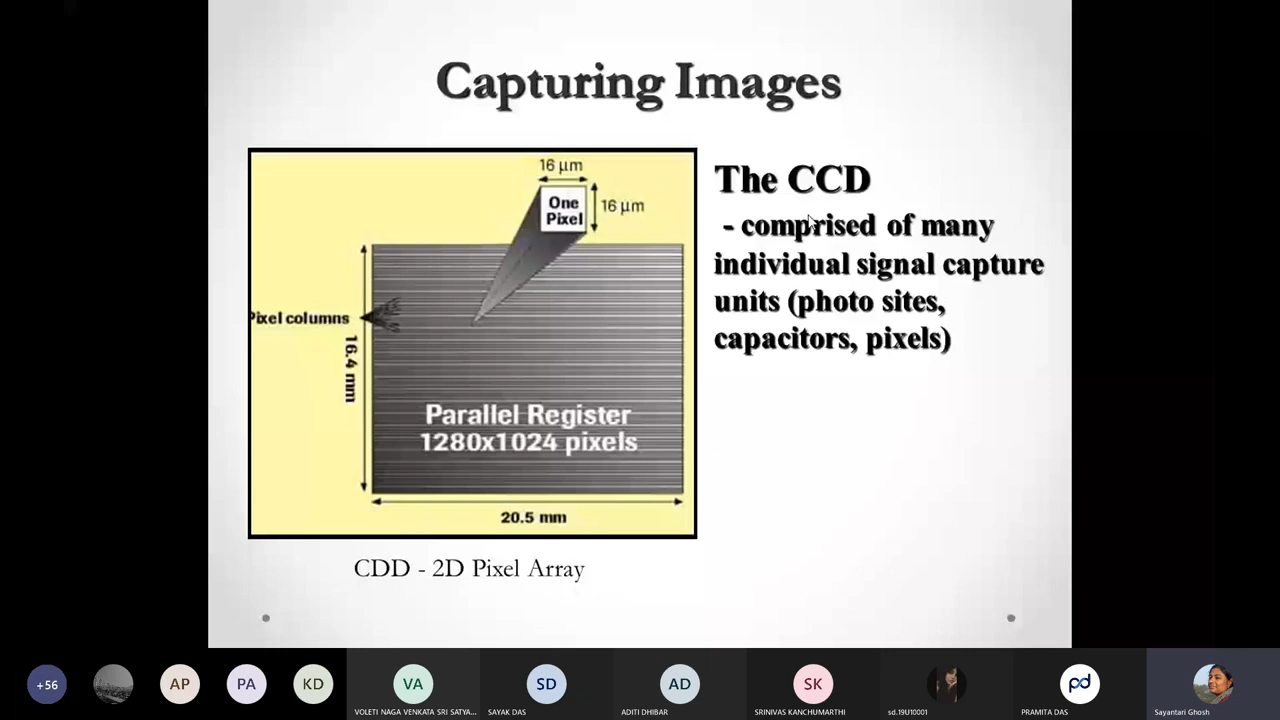 Capturing Images
16 µm
One
Pixel
16 µm
Pixel columns
16.4 mm
Parallel Register
1280x1024 pixels
20.5 mm
CDD - 2D Pixel Array
The CCD
- comprised of many
individual signal capture
units (photo sites,
capacitors, pixels)
+56
AP
PA
KD
VA
VOLETI NAGA VENKATA SRI SATYA...
SD
SAYAK DAS
AD
ADITI DHIBAR
SK
SRINIVAS KANCHUMARTHI
sd.19U10001
pd
PRAMITA DAS
Sayantari Ghosh